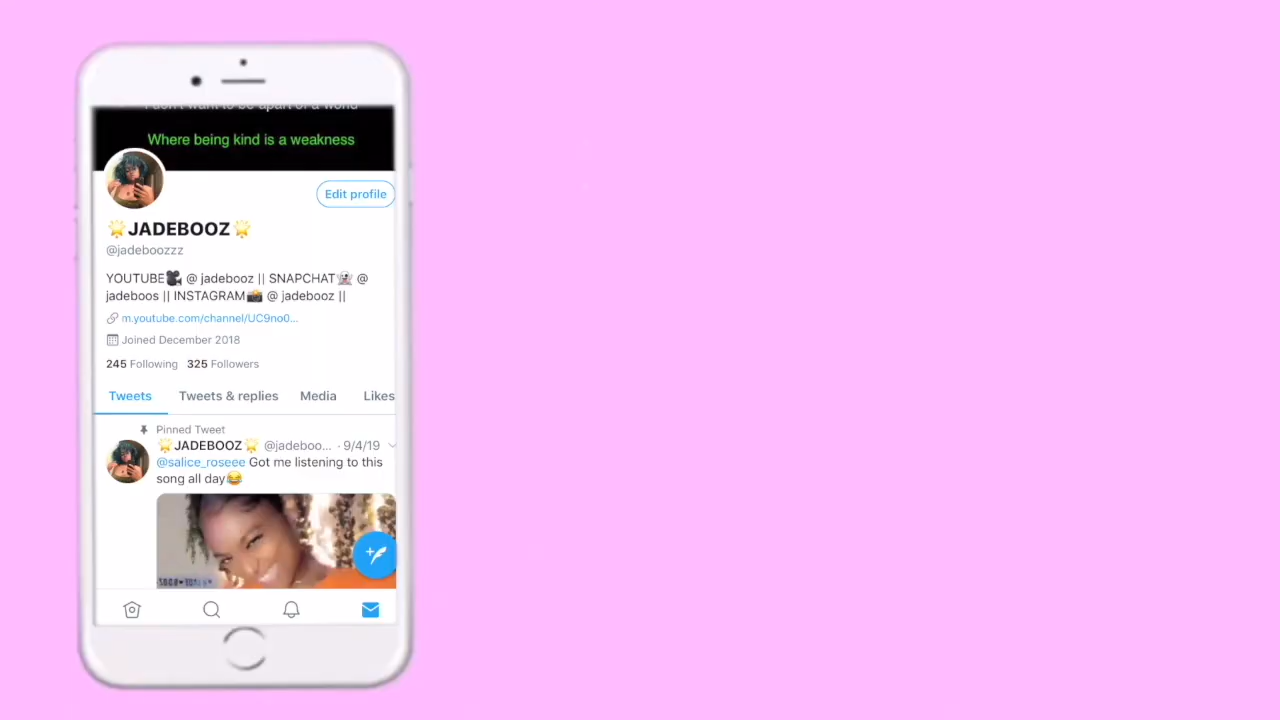 Where being kind is a weakness
Edit profile
🌟JADEBOOZ🌟
@jadeboozzz
YOUTUBE🎥 @ jadebooz || SNAPCHAT👻 @
jadeboos || INSTAGRAM📸 @ jadebooz ||
m.youtube.com/channel/UC9no0...
Joined December 2018
245 Following 325 Followers
Tweets Tweets & replies Media Likes
Pinned Tweet
🌟JADEBOOZ🌟 @jadeboo... · 9/4/19
@salice_roseee Got me listening to this
song all day😂